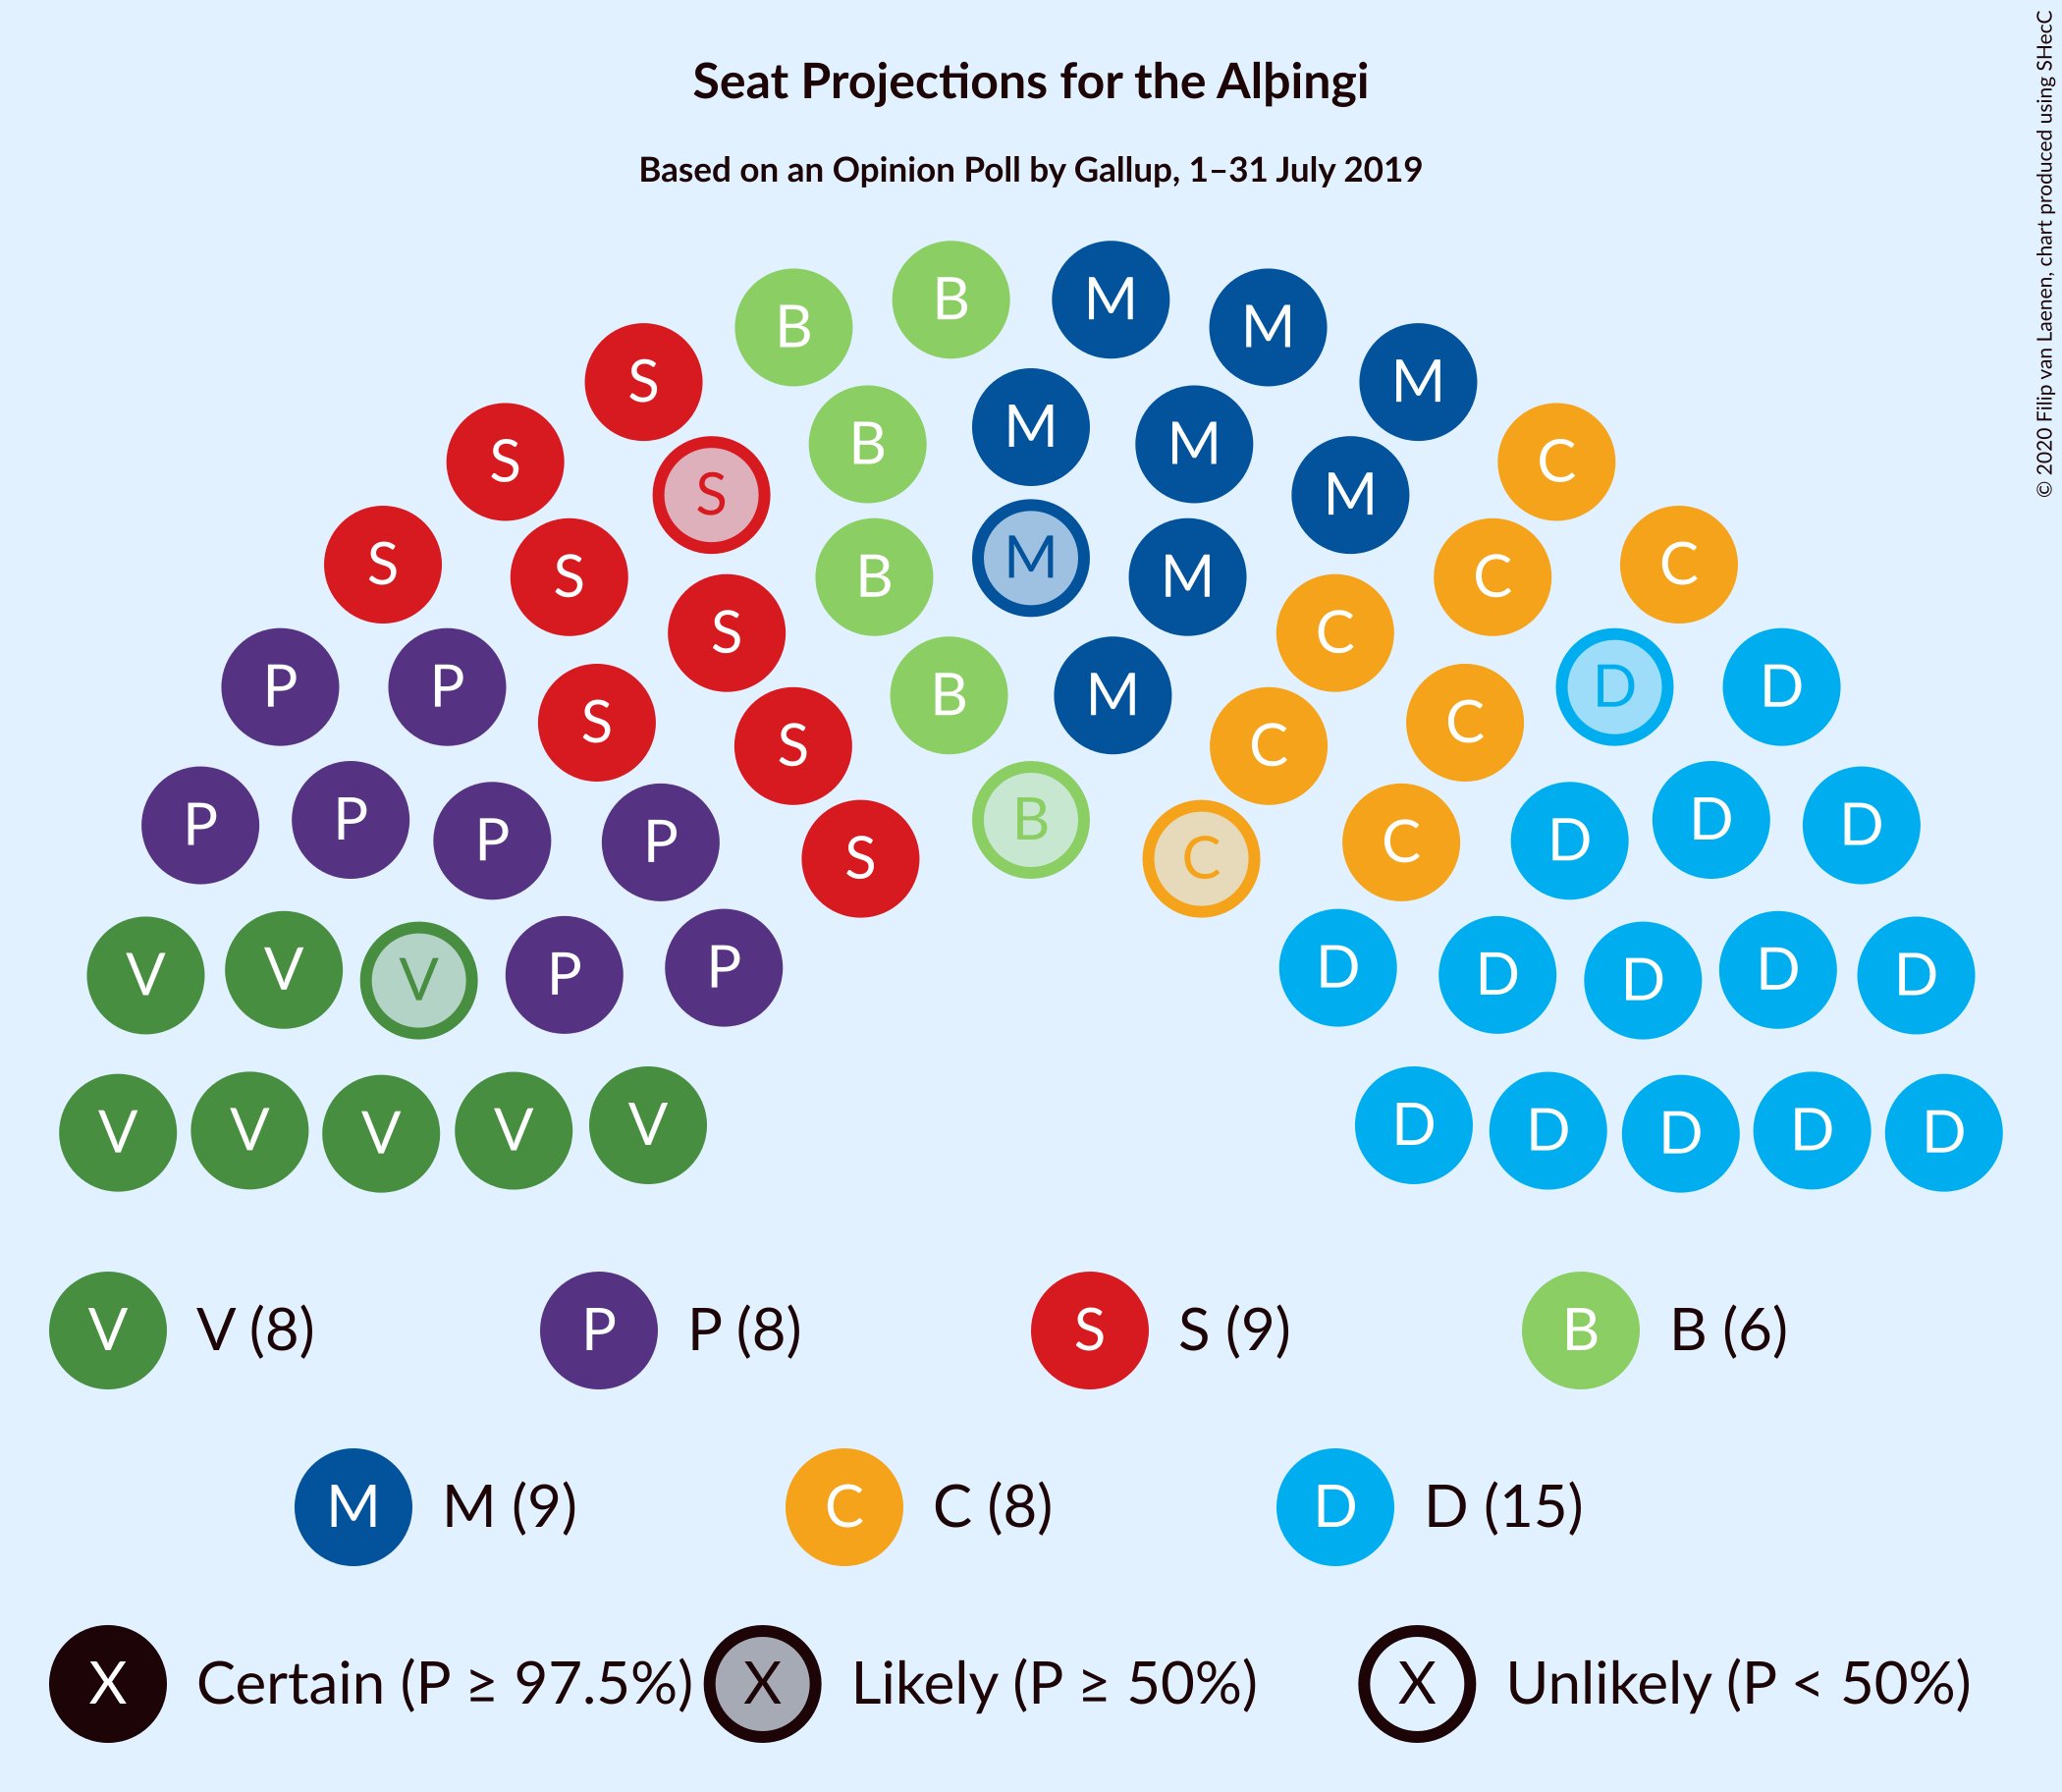 Seat Projections for the Alþingi
Based on an Opinion Poll by Gallup, 1–31 July 2019
© 2020 Filip van Laenen, chart produced using SHecC
B M
B M
S M
M
B M
S C
S M
M
S C
S B M C
S C
P P D D
B M
S C
S C
P P B D D
P P C D
S C
V V V P P D D D D D
V V V V V D D D D D
V V (8) P P (8) S S (9) B B (6)
M M (9) C C (8) D D (15)
X Certain (P ≥ 97.5%) X Likely (P ≥ 50%) X Unlikely (P < 50%)